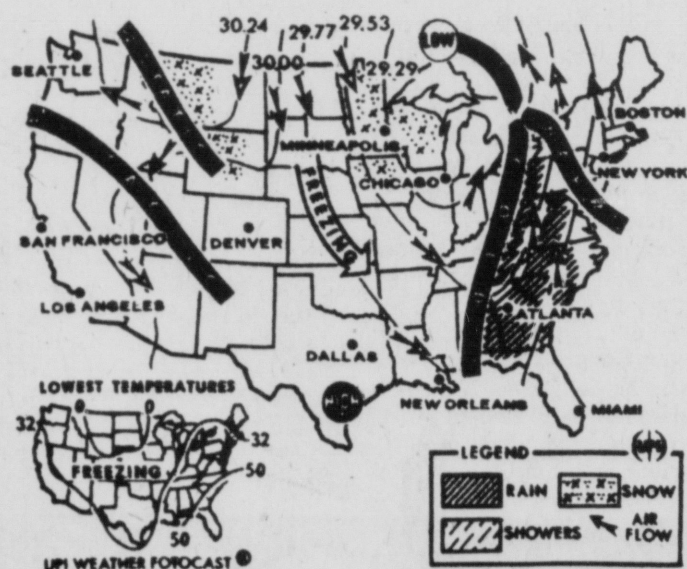 30.24
29.77
29.53
LOW
SEATTLE
30.00
29.29
BOSTON
MINNEAPOLIS
NEW YORK
CHICAGO
FREEZING
SAN FRANCISCO
DENVER
LOS ANGELES
ATLANTA
DALLAS
LOWEST TEMPERATURES
HIGH
NEW ORLEANS
MIAMI
0
0
32
32
FREEZING
50
50
UPI WEATHER FOTOCAST ®
LEGEND
RAIN
SNOW
SHOWERS
AIR
FLOW